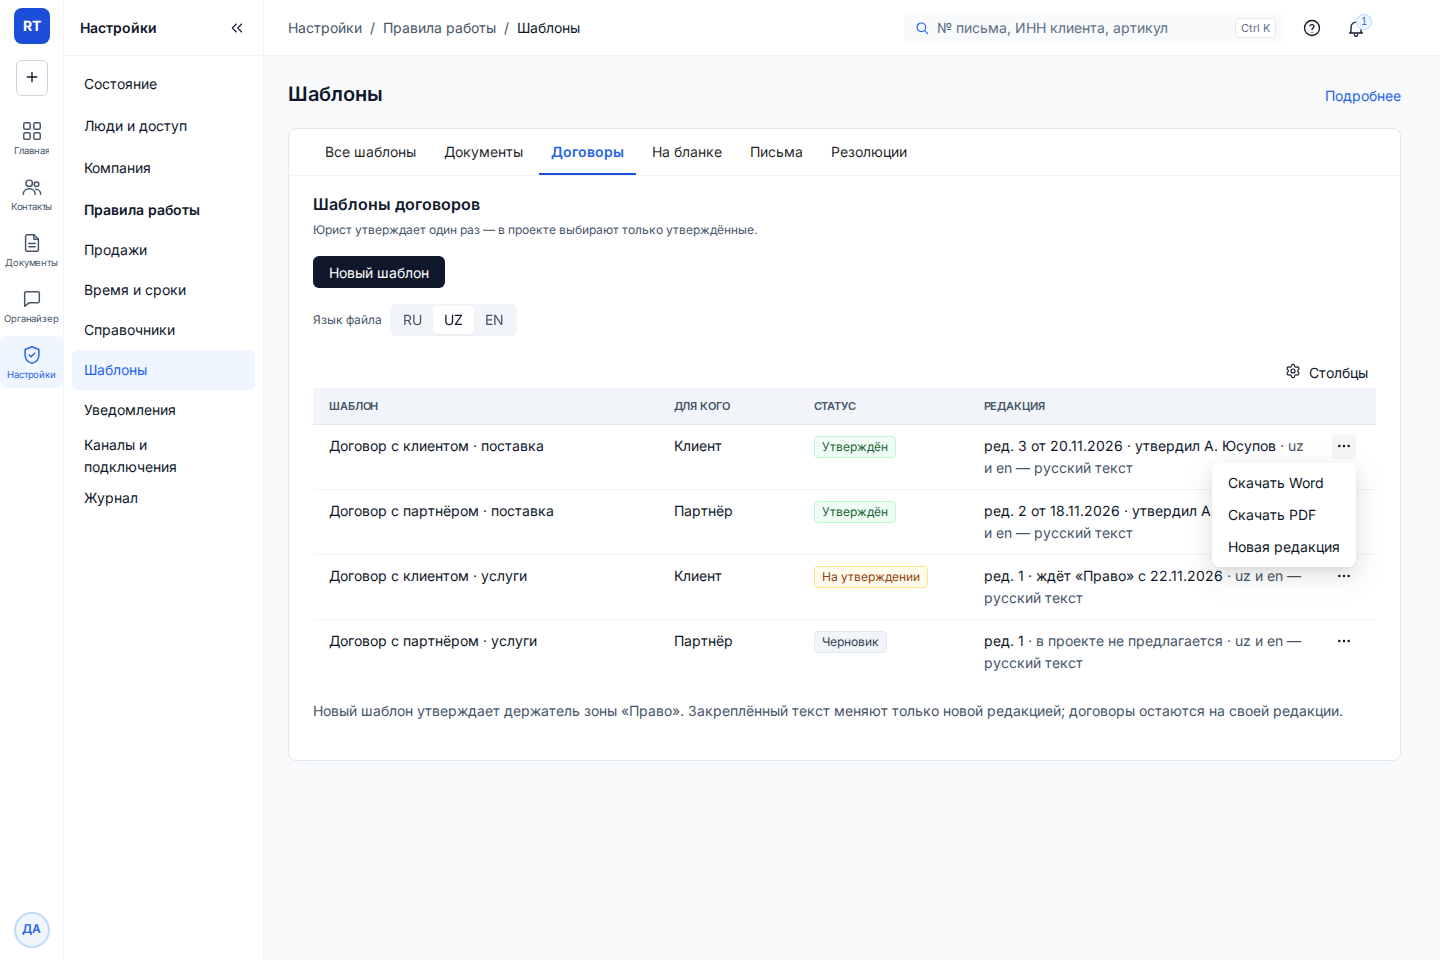 RT
Главная
Контакты
Документы
Органайзер
Настройки
ДА
Настройки
Состояние
Люди и доступ
Компания
Правила работы
Продажи
Время и сроки
Справочники
Шаблоны
Уведомления
Каналы и
подключения
Журнал
Настройки / Правила работы / Шаблоны
№ письма, ИНН клиента, артикул
Ctrl K
1
Шаблоны
Подробнее
Все шаблоны Документы Договоры На бланке Письма Резолюции
Шаблоны договоров
Юрист утверждает один раз — в проекте выбирают только утверждённые.
Новый шаблон
Язык файла RU UZ EN
Столбцы
ШАБЛОН ДЛЯ КОГО СТАТУС РЕДАКЦИЯ
Договор с клиентом · поставка Клиент Утверждён ред. 3 от 20.11.2026 · утвердил А. Юсупов · uz
и en — русский текст
Договор с партнёром · поставка Партнёр Утверждён ред. 2 от 18.11.2026 · утвердил А
и en — русский текст
Договор с клиентом · услуги Клиент На утверждении ред. 1 · ждёт «Право» с 22.11.2026 · uz и en —
русский текст
Договор с партнёром · услуги Партнёр Черновик ред. 1 · в проекте не предлагается · uz и en —
русский текст
Скачать Word
Скачать PDF
Новая редакция
Новый шаблон утверждает держатель зоны «Право». Закреплённый текст меняют только новой редакцией; договоры остаются на своей редакции.